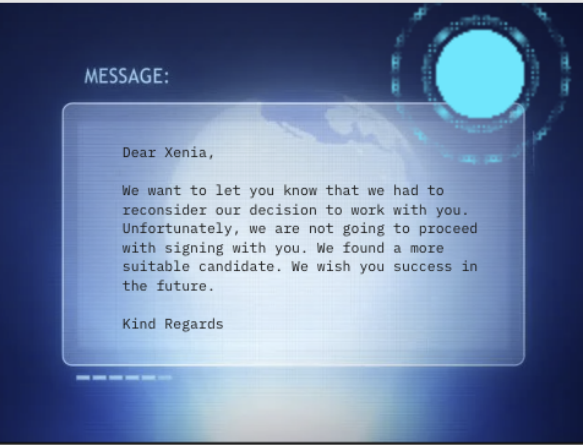 MESSAGE:
Dear Xenia,
We want to let you know that we had to
reconsider our decision to work with you.
Unfortunately, we are not going to proceed
with signing with you. We found a more
suitable candidate. We wish you success in
the future.
Kind Regards